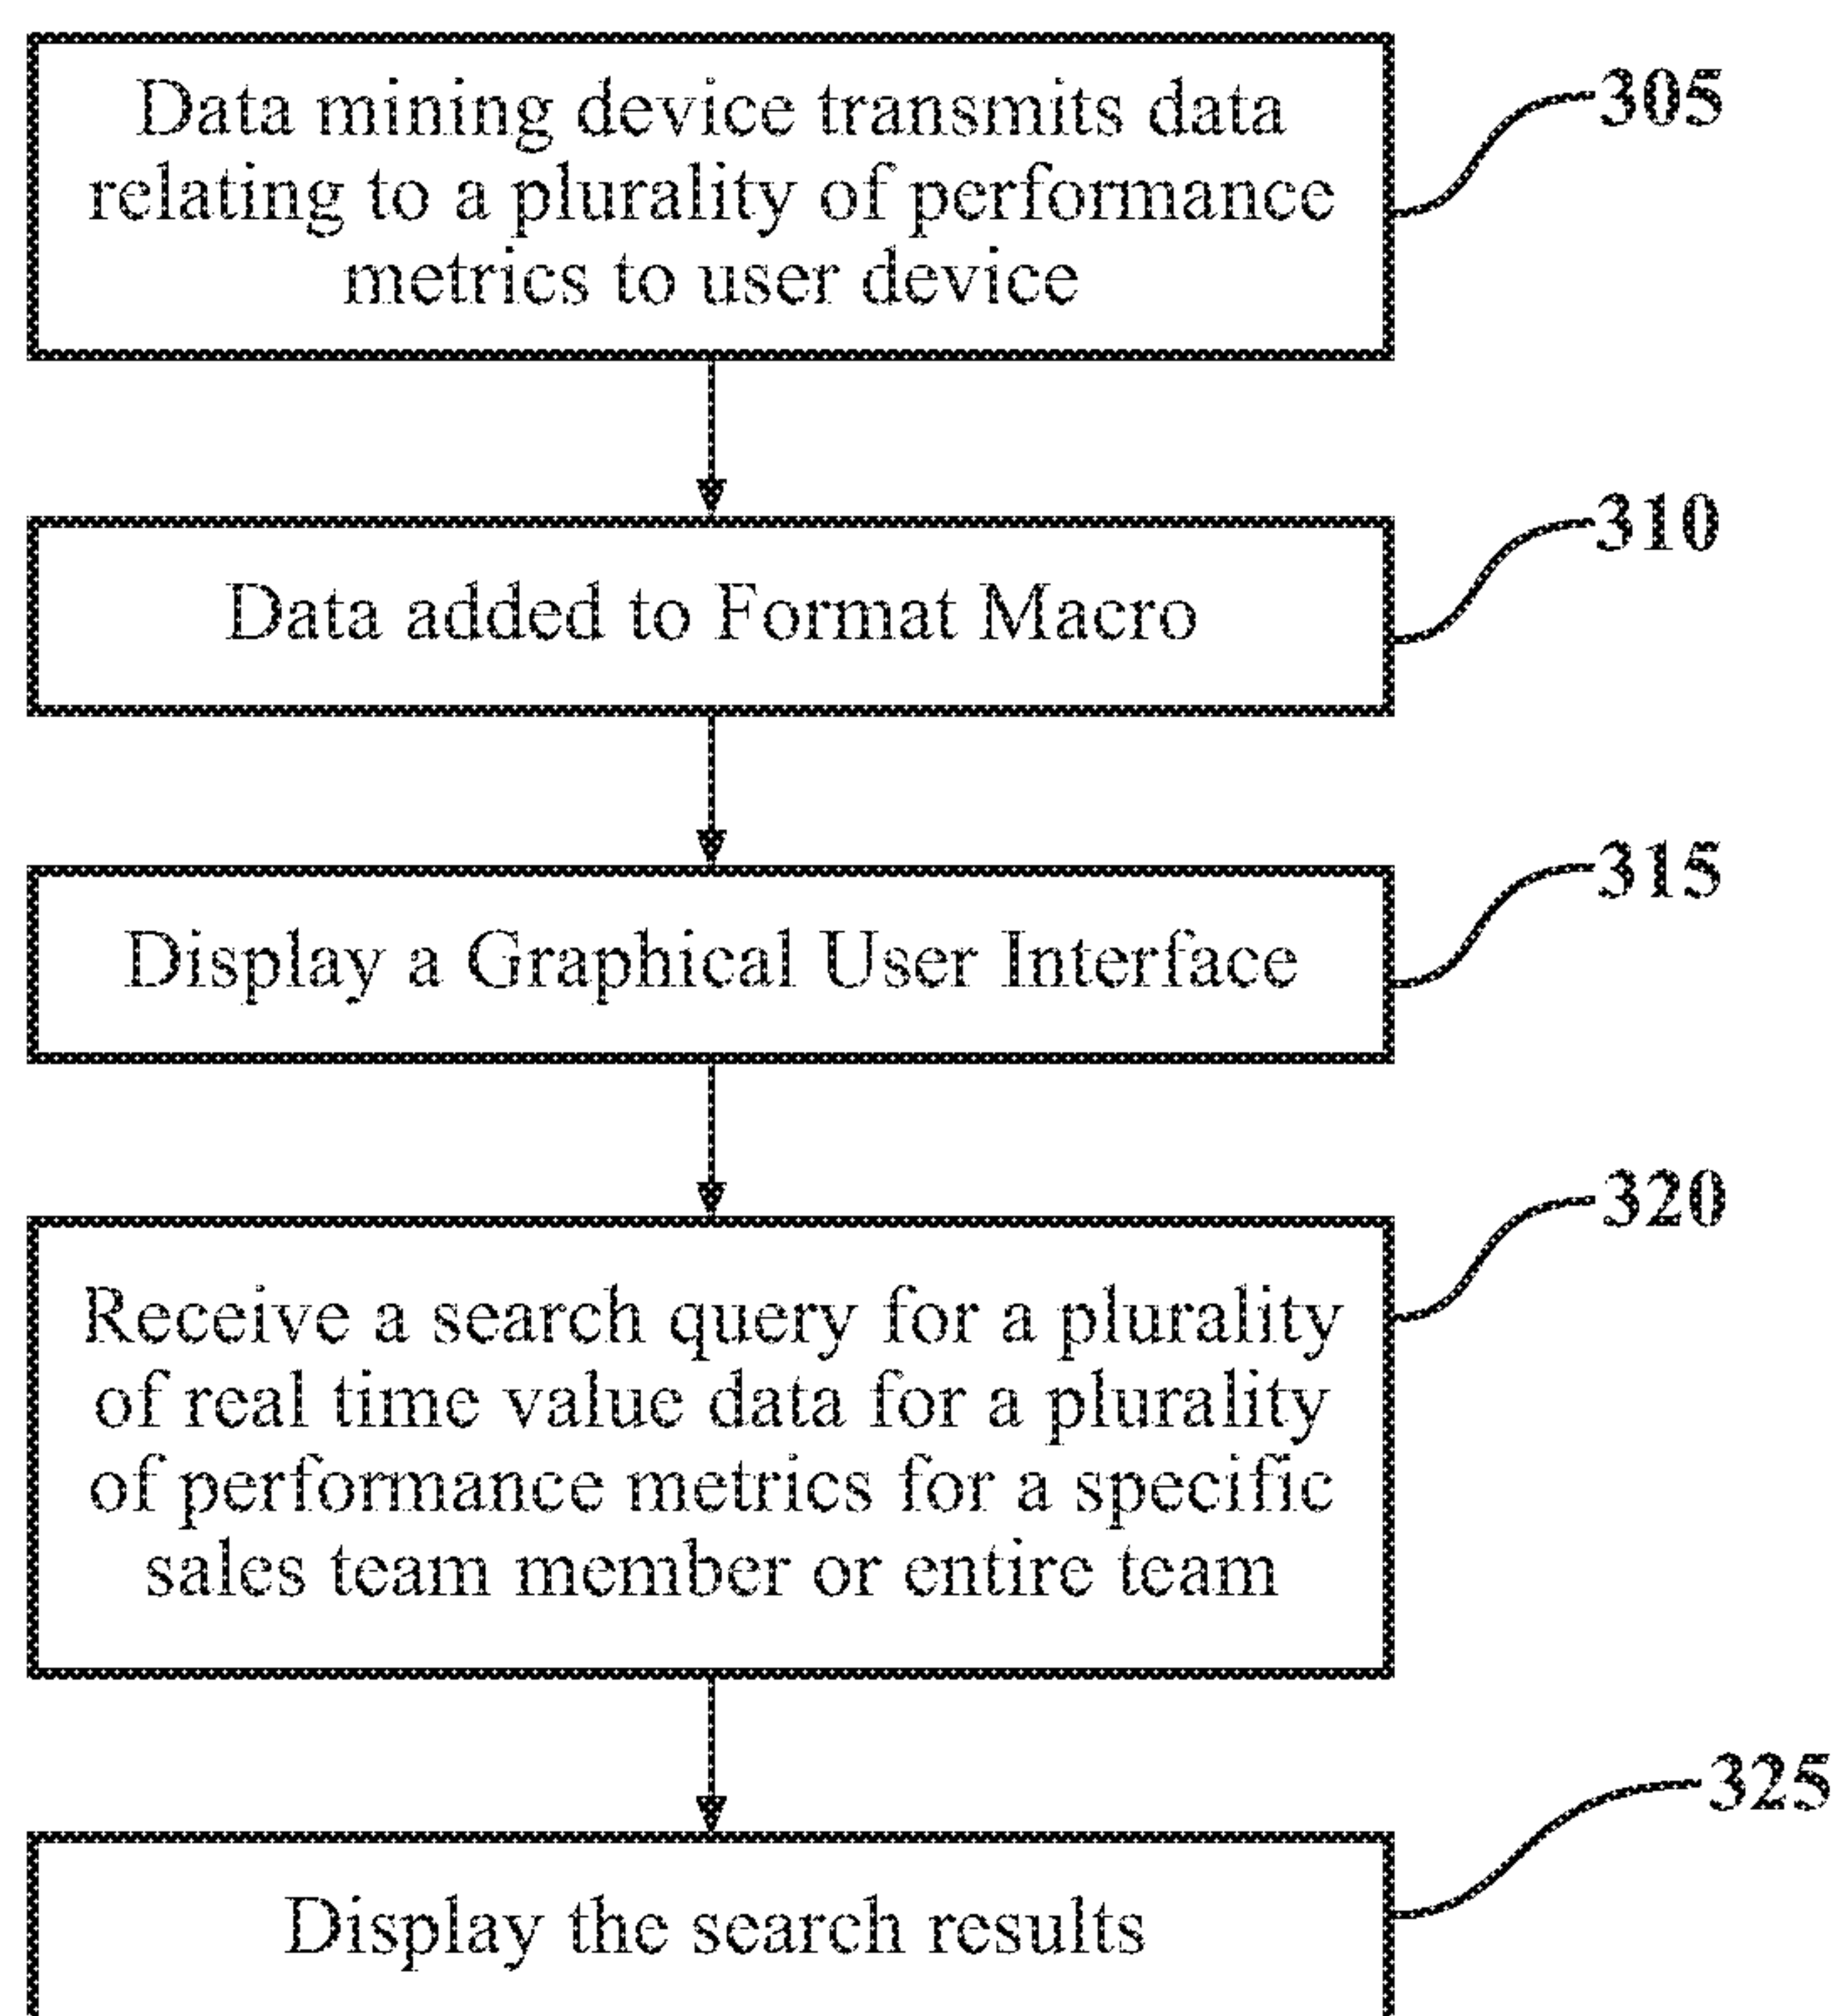 Data mining device transmits data
relating to a plurality of performance
metrics to user device
305
Data added to Format Macro
310
Display a Graphical User Interface
315
Receive a search query for a plurality
of real time value data for a plurality
of performance metrics for a specific
sales team member or entire team
320
Display the search results
325